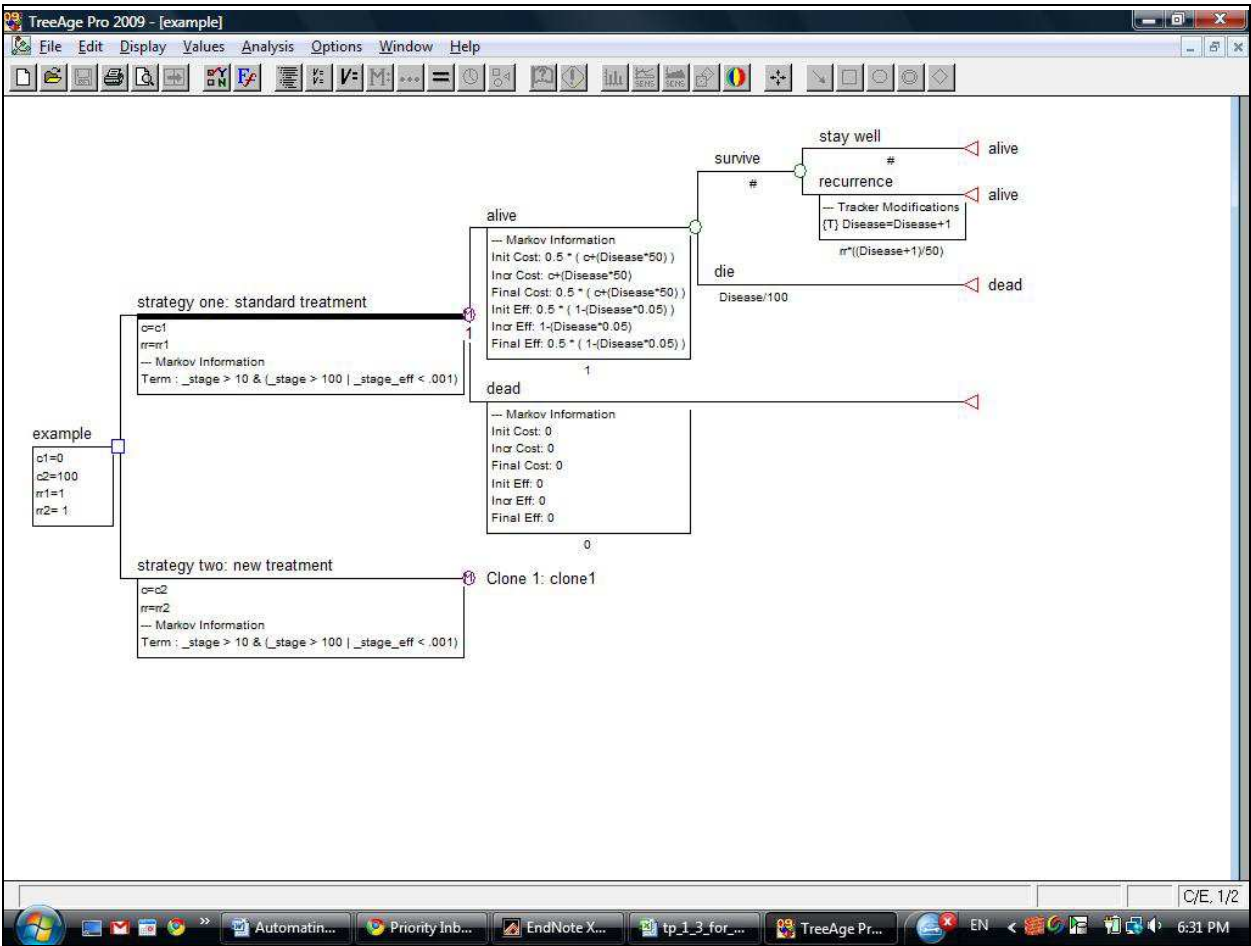 TreeAge Pro 2009 - [example]
File Edit Display Values Analysis Options Window Help
stay well
#
alive
survive
#
recurrence
alive
--- Tracker Modifications
{T} Disease=Disease+1
rr*((Disease+1)/50)
alive
--- Markov Information
Init Cost: 0.5 * ( c+(Disease*50) )
Incr Cost: c+(Disease*50)
Final Cost: 0.5 * ( c+(Disease*50) )
Init Eff: 0.5 * ( 1-(Disease*0.05) )
Incr Eff: 1-(Disease*0.05)
Final Eff: 0.5 * ( 1-(Disease*0.05) )
1
die
Disease/100
dead
strategy one: standard treatment
c=c1
rr=rr1
--- Markov Information
Term : _stage > 10 & (_stage > 100 | _stage_eff < .001)
M
1
dead
--- Markov Information
Init Cost: 0
Incr Cost: 0
Final Cost: 0
Init Eff: 0
Incr Eff: 0
Final Eff: 0
0
example
c1=0
c2=100
rr1=1
rr2= 1
strategy two: new treatment
M
Clone 1: clone1
c=c2
rr=rr2
--- Markov Information
Term : _stage > 10 & (_stage > 100 | _stage_eff < .001)
C/E, 1/2
Automatin... Priority Inb... EndNote X... tp_1_3_for_... TreeAge Pr... EN 6:31 PM